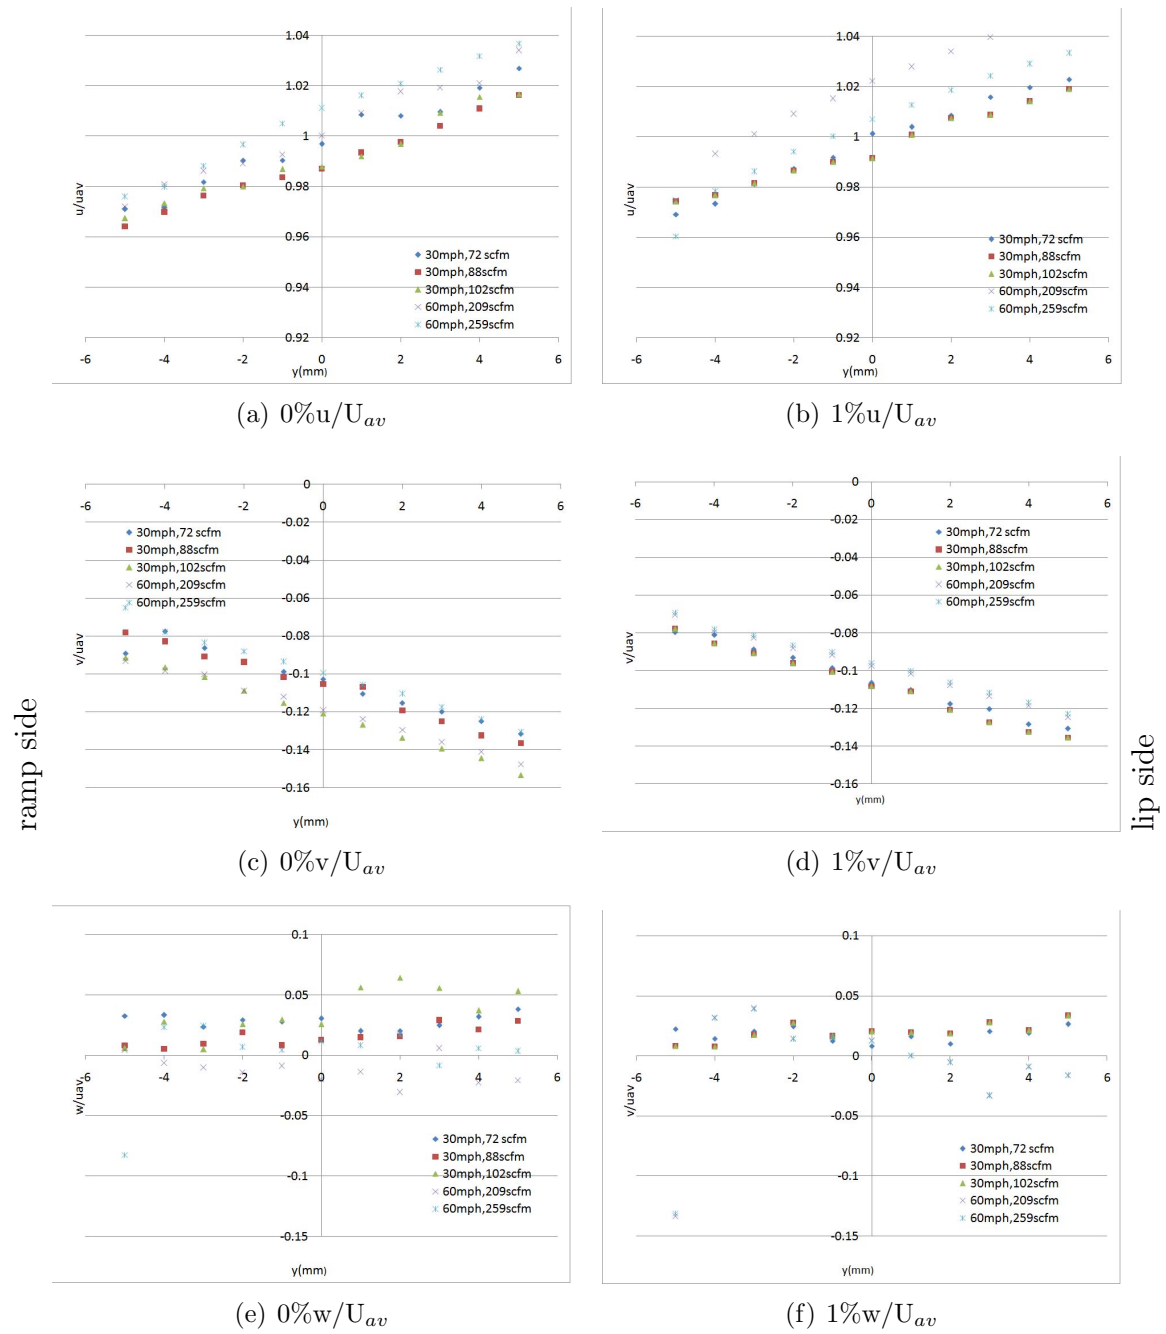 1.04
1.02
1
0.98
0.96
0.94
0.92
u/uav
-6 -4 -2 0 2 4 6
y(mm)
30mph,72 scfm
30mph,88scfm
30mph,102scfm
60mph,209scfm
60mph,259scfm
(a) 0%u/Uav
1.04
1.02
1
0.98
0.96
0.94
0.92
u/uav
-6 -4 -2 0 2 4 6
y(mm)
30mph,72 scfm
30mph,88scfm
30mph,102scfm
60mph,209scfm
60mph,259scfm
(b) 1%u/Uav
ramp side
0
-6 -4 -2 0 2 4 6
-0.02
-0.04
-0.06
-0.08
-0.1
-0.12
-0.14
-0.16
v/uav
y(mm)
30mph,72 scfm
30mph,88scfm
30mph,102scfm
60mph,209scfm
60mph,259scfm
(c) 0%v/Uav
0
-6 -4 -2 0 2 4 6
-0.02
-0.04
-0.06
-0.08
-0.1
-0.12
-0.14
-0.16
v/uav
y(mm)
30mph,72 scfm
30mph,88scfm
30mph,102scfm
60mph,209scfm
60mph,259scfm
(d) 1%v/Uav
lip side
0.1
0.05
0
-0.05
-0.1
-0.15
w/uav
-6 -4 -2 0 2 4 6
y(mm)
30mph,72 scfm
30mph,88scfm
30mph,102scfm
60mph,209scfm
60mph,259scfm
(e) 0%w/Uav
0.1
0.05
0
-0.05
-0.1
-0.15
v/uav
-6 -4 -2 0 2 4 6
y(mm)
30mph,72 scfm
30mph,88scfm
30mph,102scfm
60mph,209scfm
60mph,259scfm
(f) 1%w/Uav